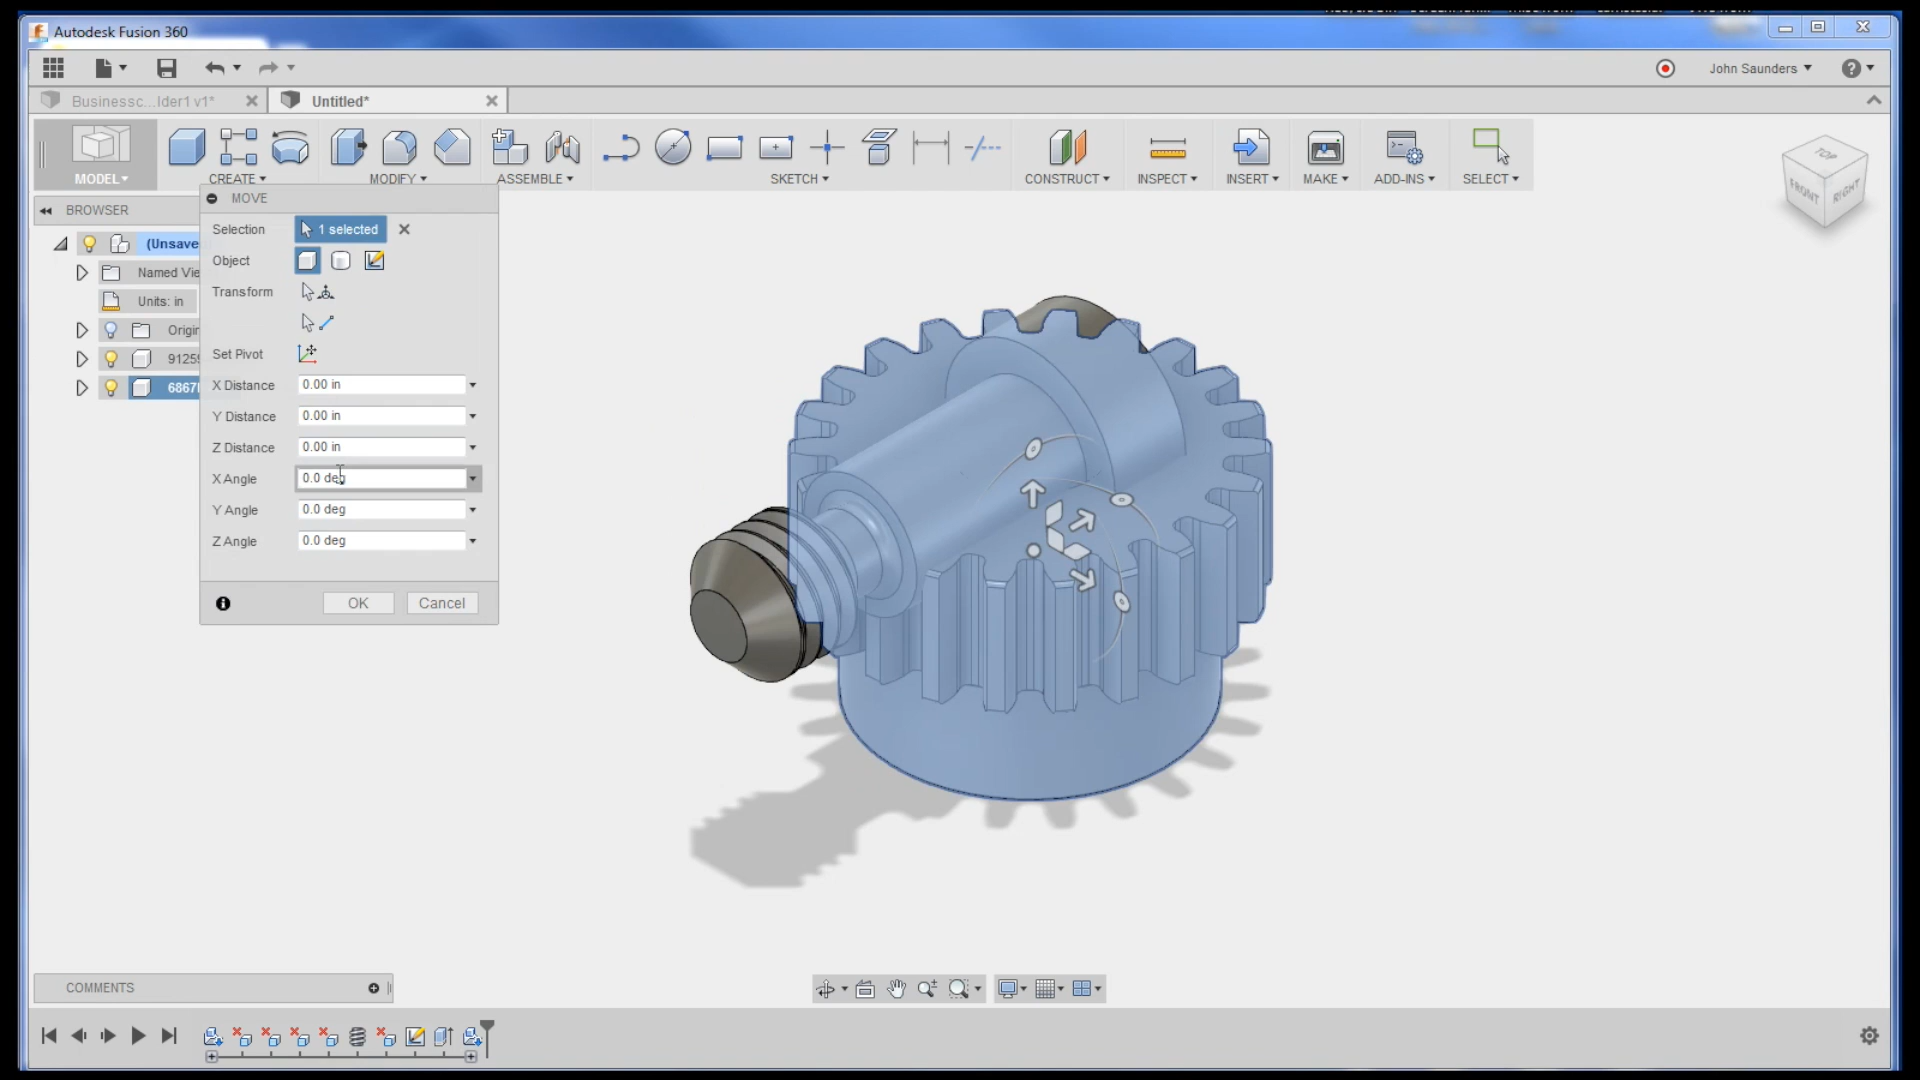 Autodesk Fusion 360
John Saunders
Businessc...lder1 v1*
Untitled*
MODEL
CREATE
MODIFY
ASSEMBLE
SKETCH
CONSTRUCT
INSPECT
INSERT
MAKE
ADD-INS
SELECT
TOP
FRONT
RIGHT
BROWSER
(Unsave
Named Vie
Units: in
Origin
9125
6867
MOVE
Selection
1 selected
Object
Transform
Set Pivot
X Distance
0.00 in
Y Distance
0.00 in
Z Distance
0.00 in
X Angle
0.0 deg
Y Angle
0.0 deg
Z Angle
0.0 deg
OK
Cancel
COMMENTS